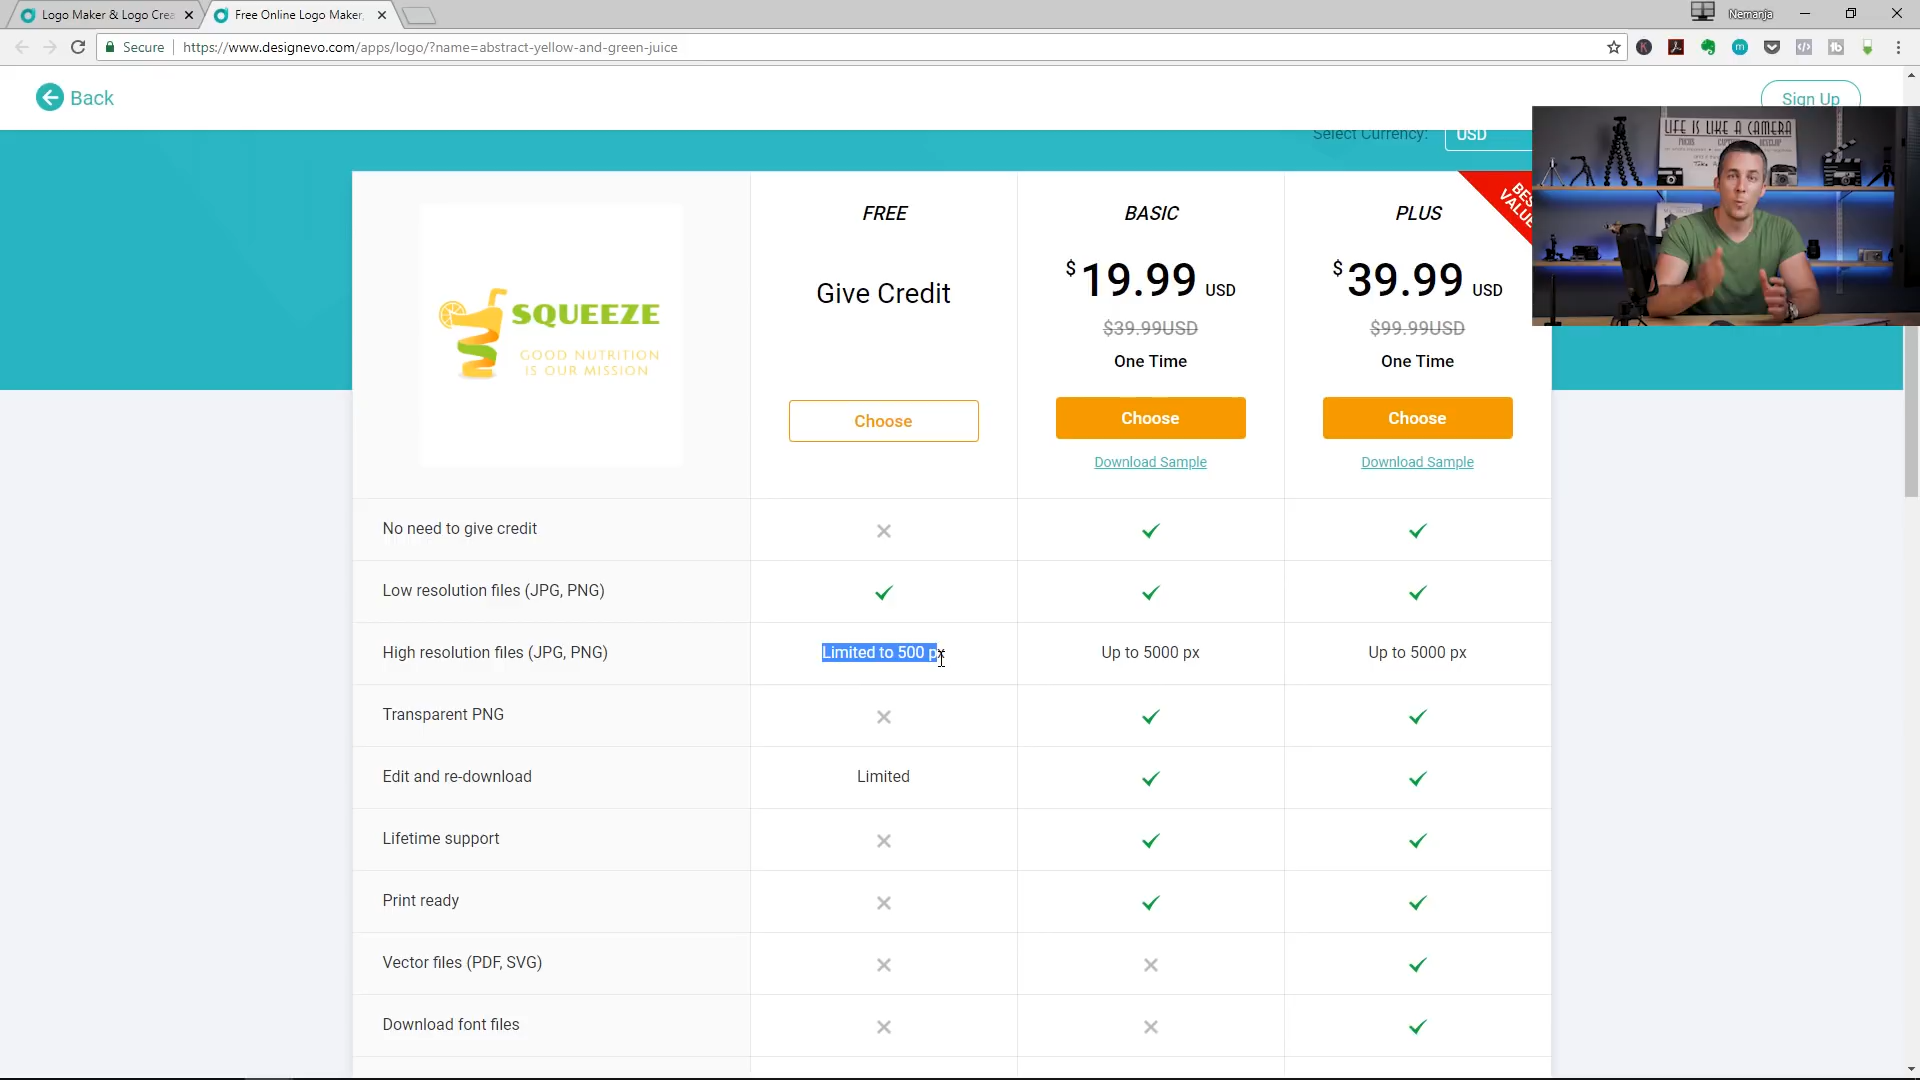 Logo Maker & Logo Crea
Free Online Logo Maker,
Nemanja
Secure
https://www.designevo.com/apps/logo/?name=abstract-yellow-and-green-juice
Back
Sign Up
Select Currency:
USD
LIFE IS LIKE A CAMERA
FREE
BASIC
PLUS
BEST
VALUE
Give Credit
$19.99 USD
$39.99 USD
$39.99USD
$99.99USD
One Time
One Time
SQUEEZE
GOOD NUTRITION
IS OUR MISSION
Choose
Choose
Choose
Download Sample
Download Sample
No need to give credit
Low resolution files (JPG, PNG)
High resolution files (JPG, PNG)
Limited to 500 px
Up to 5000 px
Up to 5000 px
Transparent PNG
Edit and re-download
Limited
Lifetime support
Print ready
Vector files (PDF, SVG)
Download font files